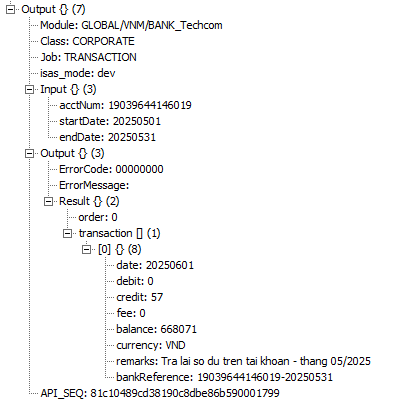 Output {} (7)
Module: GLOBAL/VNM/BANK_Techcom
Class: CORPORATE
Job: TRANSACTION
isas_mode: dev
Input {} (3)
acctNum: 19039644146019
startDate: 20250501
endDate: 20250531
Output {} (3)
ErrorCode: 00000000
ErrorMessage:
Result {} (2)
order: 0
transaction [] (1)
[0] {} (8)
date: 20250601
debit: 0
credit: 57
fee: 0
balance: 668071
currency: VND
remarks: Tra lai so du tren tai khoan - thang 05/2025
bankReference: 19039644146019-20250531
API_SEQ: 81c10489cd38190c8dbe86b590001799